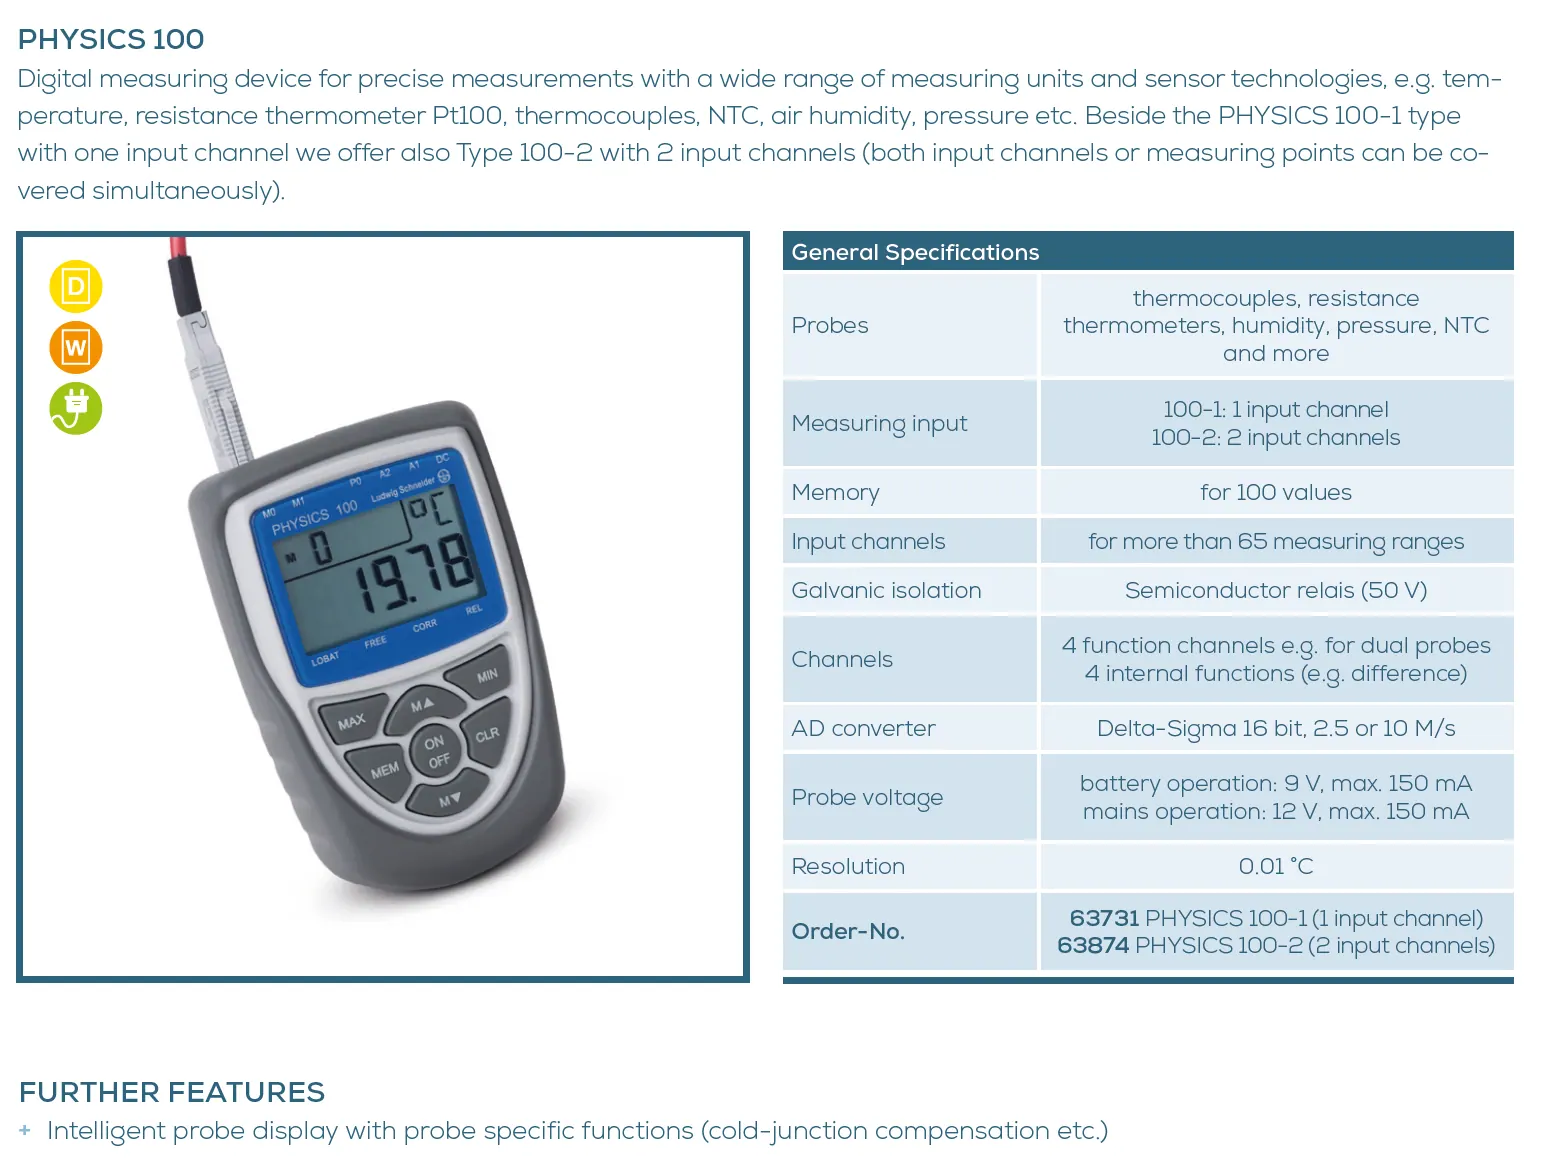 PHYSICS 100
Digital measuring device for precise measurements with a wide range of measuring units and sensor technologies, e.g. tem-
perature, resistance thermometer Pt100, thermocouples, NTC, air humidity, pressure etc. Beside the PHYSICS 100-1 type
with one input channel we offer also Type 100-2 with 2 input channels (both input channels or measuring points can be co-
vered simultaneously).
D
W
M0 M1 P0 A2 A1 DC
PHYSICS 100 Ludwig Schneider
M 0 °C
19.78
LOBAT FREE CORR REL
MAX M▲ MIN
MEM ON OFF CLR
M▼
General Specifications
Probes
thermocouples, resistance
thermometers, humidity, pressure, NTC
and more
Measuring input
100-1: 1 input channel
100-2: 2 input channels
Memory
for 100 values
Input channels
for more than 65 measuring ranges
Galvanic isolation
Semiconductor relais (50 V)
Channels
4 function channels e.g. for dual probes
4 internal functions (e.g. difference)
AD converter
Delta-Sigma 16 bit, 2.5 or 10 M/s
Probe voltage
battery operation: 9 V, max. 150 mA
mains operation: 12 V, max. 150 mA
Resolution
0.01 °C
Order-No.
63731 PHYSICS 100-1 (1 input channel)
63874 PHYSICS 100-2 (2 input channels)
FURTHER FEATURES
+ Intelligent probe display with probe specific functions (cold-junction compensation etc.)